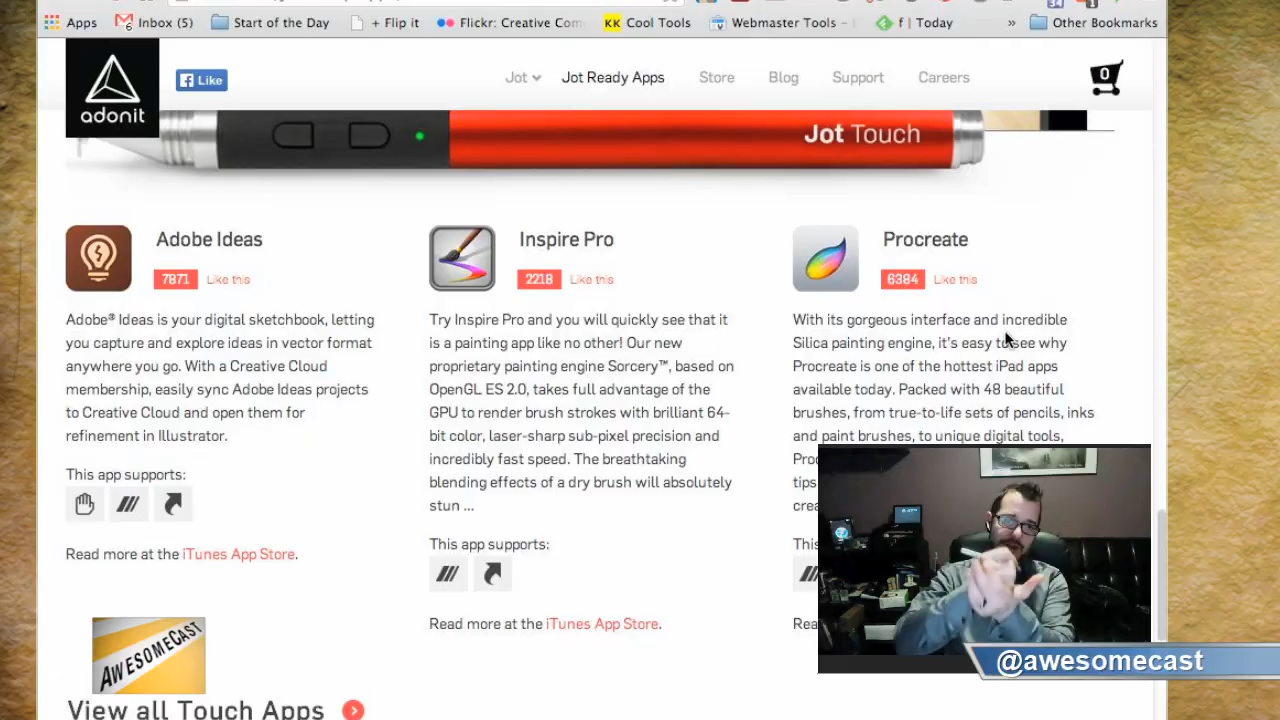 Apps Inbox (5) Start of the Day + Flip it Flickr: Creative Com KK Cool Tools Webmaster Tools - f | Today » Other Bookmarks
adonit
Like
Jot Jot Ready Apps Store Blog Support Careers
0
Jot Touch
Adobe Ideas
7871 Like this
Adobe® Ideas is your digital sketchbook, letting
you capture and explore ideas in vector format
anywhere you go. With a Creative Cloud
membership, easily sync Adobe Ideas projects
to Creative Cloud and open them for
refinement in Illustrator.
This app supports:
Read more at the iTunes App Store.
Inspire Pro
2218 Like this
Try Inspire Pro and you will quickly see that it
is a painting app like no other! Our new
proprietary painting engine Sorcery™, based on
OpenGL ES 2.0, takes full advantage of the
GPU to render brush strokes with brilliant 64-
bit color, laser-sharp sub-pixel precision and
incredibly fast speed. The breathtaking
blending effects of a dry brush will absolutely
stun ...
This app supports:
Read more at the iTunes App Store.
Procreate
6384 Like this
With its gorgeous interface and incredible
Silica painting engine, it's easy to see why
Procreate is one of the hottest iPad apps
available today. Packed with 48 beautiful
brushes, from true-to-life sets of pencils, inks
and paint brushes, to unique digital tools,
AWESOMECAST
@awesomecast
View all Touch Apps